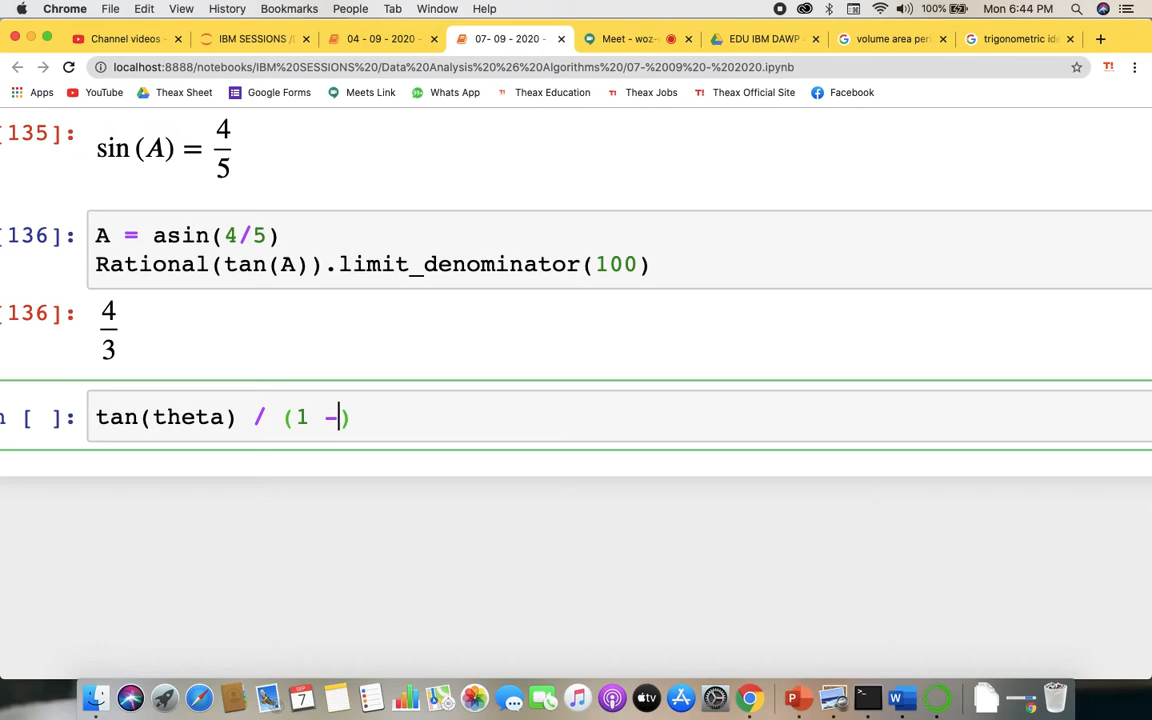 Chrome File Edit View History Bookmarks People Tab Window Help 100% Mon 6:44 PM
Channel videos - IBM SESSIONS / 04 - 09 - 2020 - 07- 09 - 2020 - Meet - woz- EDU IBM DAWP volume area peri trigonometric ide
localhost:8888/notebooks/IBM%20SESSIONS%20/Data%20Analysis%20%26%20Algorithms%20/07-%2009%20-%202020.ipynb
Apps YouTube Theax Sheet Google Forms Meets Link Whats App Theax Education Theax Jobs Theax Official Site Facebook
[135]: sin (A) = 4/5
[136]: A = asin(4/5)
Rational(tan(A)).limit_denominator(100)
[136]: 4/3
n [ ]: tan(theta) / (1 -)